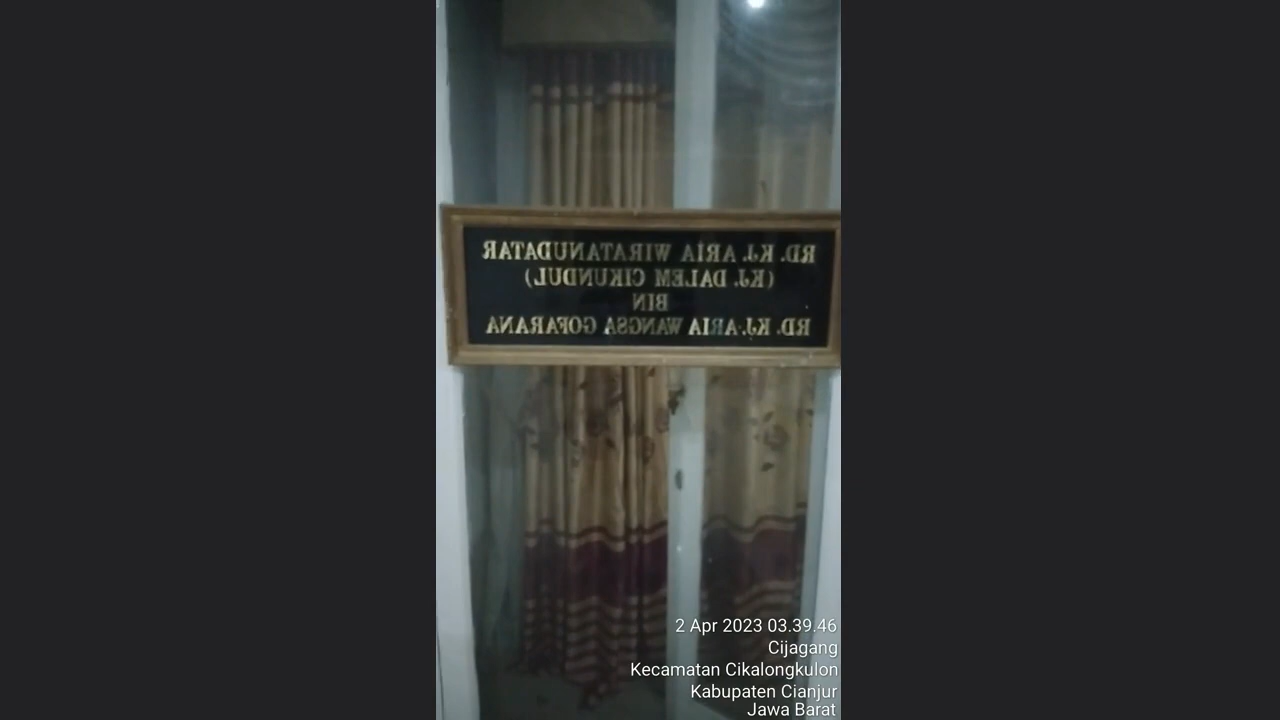 RD. KJ. ARIA WIRATANUDATAR
(KJ. DALEM CIKUNDUL)
BIN
RD. KJ. ARIA WANGSA GOFARANA
2 Apr 2023 03.39.46
Cijagang
Kecamatan Cikalongkulon
Kabupaten Cianjur
Jawa Barat